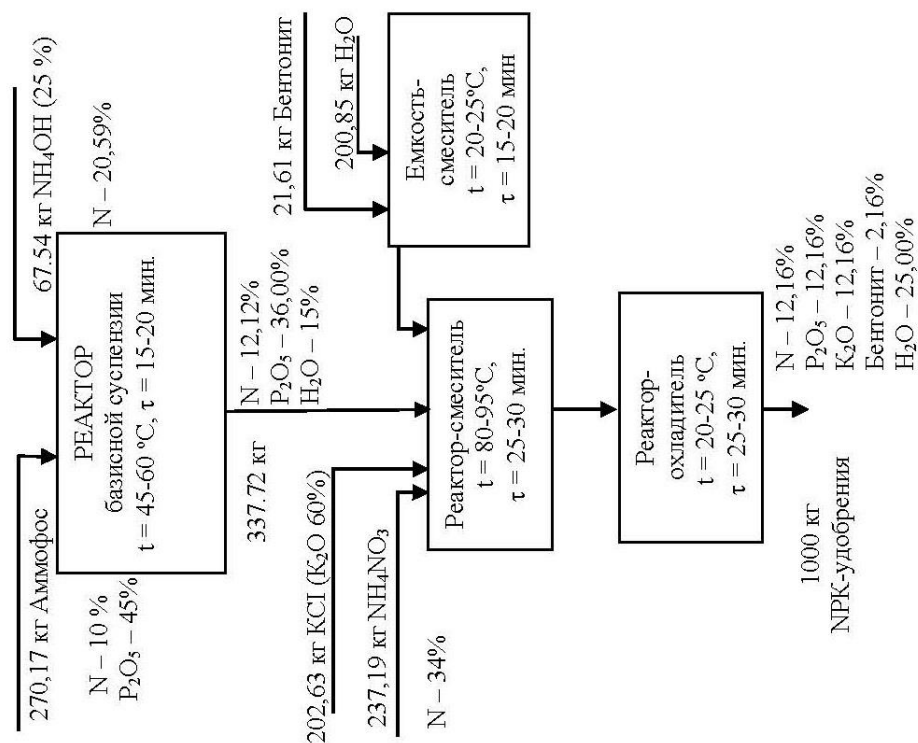 270,17 кг Аммофос
67.54 кг NH₄OH (25 %)
N – 10 %
P₂O₅ – 45%
РЕАКТОР
базисной суспензии
t = 45-60 ºС, τ = 15-20 мин.
N – 20,59%
337.72 кг
N – 12,12%
P₂O₅ – 36,00%
H₂O – 15%
21,61 кг Бентонит
200,85 кг H₂O
202,63 кг KCl (K₂O 60%)
237,19 кг NH₄NO₃
N – 34%
Реактор-смеситель
t = 80-95ºС,
τ = 25-30 мин.
Емкость-
смеситель
t = 20-25ºС,
τ = 15-20 мин
Реактор-
охладитель
t = 20-25 ºС,
τ = 25-30 мин.
1000 кг
NPK-удобрения
N – 12,16%
P₂O₅ – 12,16%
K₂O – 12,16%
Бентонит – 2,16%
H₂O – 25,00%